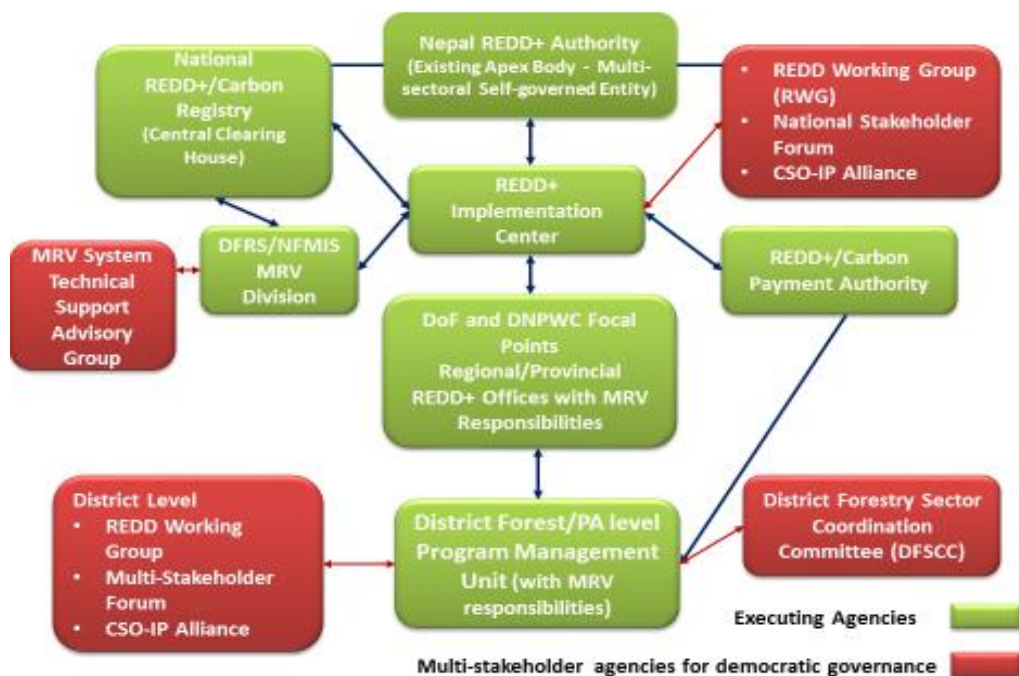 National
REDD+/Carbon
Registry
(Central Clearing
House)
Nepal REDD+ Authority
(Existing Apex Body - Multi-
sectoral Self-governed Entity)
• REDD Working Group
(RWG)
• National Stakeholder
Forum
• CSO-IP Alliance
REDD+
Implementation
Center
MRV System
Technical
Support
Advisory
Group
DFRS/NFMIS
MRV
Division
REDD+/Carbon
Payment Authority
DoF and DNPWC Focal
Points
Regional/Provincial
REDD+ Offices with MRV
Responsibilities
District Level
• REDD Working
Group
• Multi-Stakeholder
Forum
• CSO-IP Alliance
District Forest/PA level
Program Management
Unit (with MRV
responsibilities)
District Forestry Sector
Coordination
Committee (DFSCC)
Executing Agencies
Multi-stakeholder agencies for democratic governance